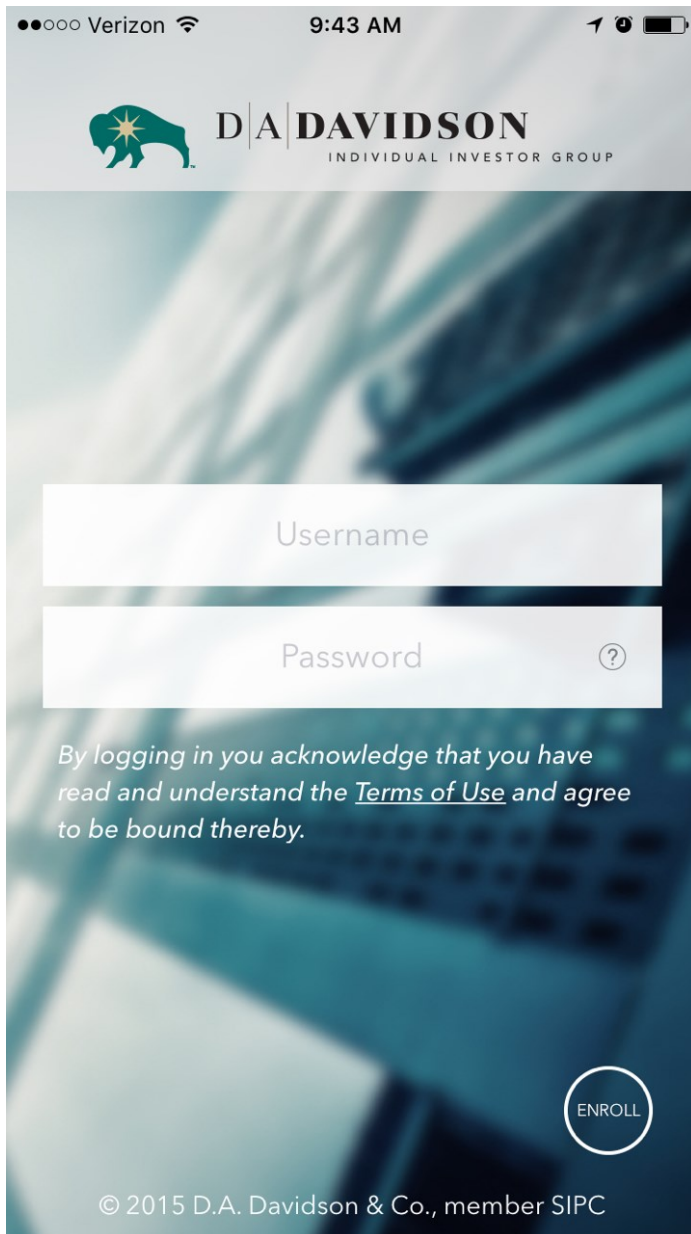 Verizon 9:43 AM
D|A|DAVIDSON
INDIVIDUAL INVESTOR GROUP
Username
Password ?
By logging in you acknowledge that you have
read and understand the Terms of Use and agree
to be bound thereby.
ENROLL
© 2015 D.A. Davidson & Co., member SIPC